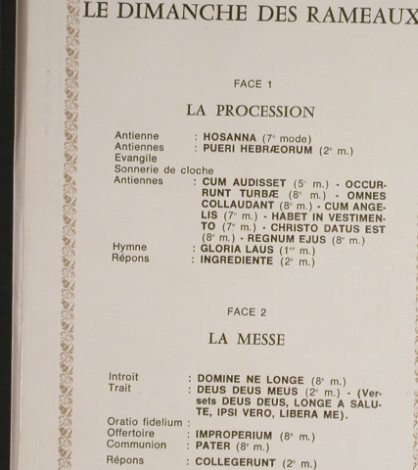 LE DIMANCHE DES RAMEAUX
FACE 1
LA PROCESSION
Antienne : HOSANNA (7e mode)
Antiennes : PUERI HEBRÆORUM (2e m.)
Evangile
Sonnerie de cloche
Antiennes : CUM AUDISSET (5e m.) - OCCUR-
RUNT TURBÆ (8e m.) - OMNES
COLLAUDANT (8e m.) - CUM ANGE-
LIS (7e m.) - HABET IN VESTIMEN-
TO (7e m.) - CHRISTO DATUS EST
(8e m.) - REGNUM EJUS (8e m.)
Hymne : GLORIA LAUS (1er m.)
Répons : INGREDIENTE (2e m.)
FACE 2
LA MESSE
Introït : DOMINE NE LONGE (8e m.)
Trait : DEUS DEUS MEUS (2e m.) - (Ver-
sets DEUS DEUS, LONGE A SALU-
TE, IPSI VERO, LIBERA ME).
Oratio fidelium :
Offertoire : IMPROPERIUM (8e m.)
Communion : PATER (8e m.)
Répons : COLLEGERUNT (2e m.)